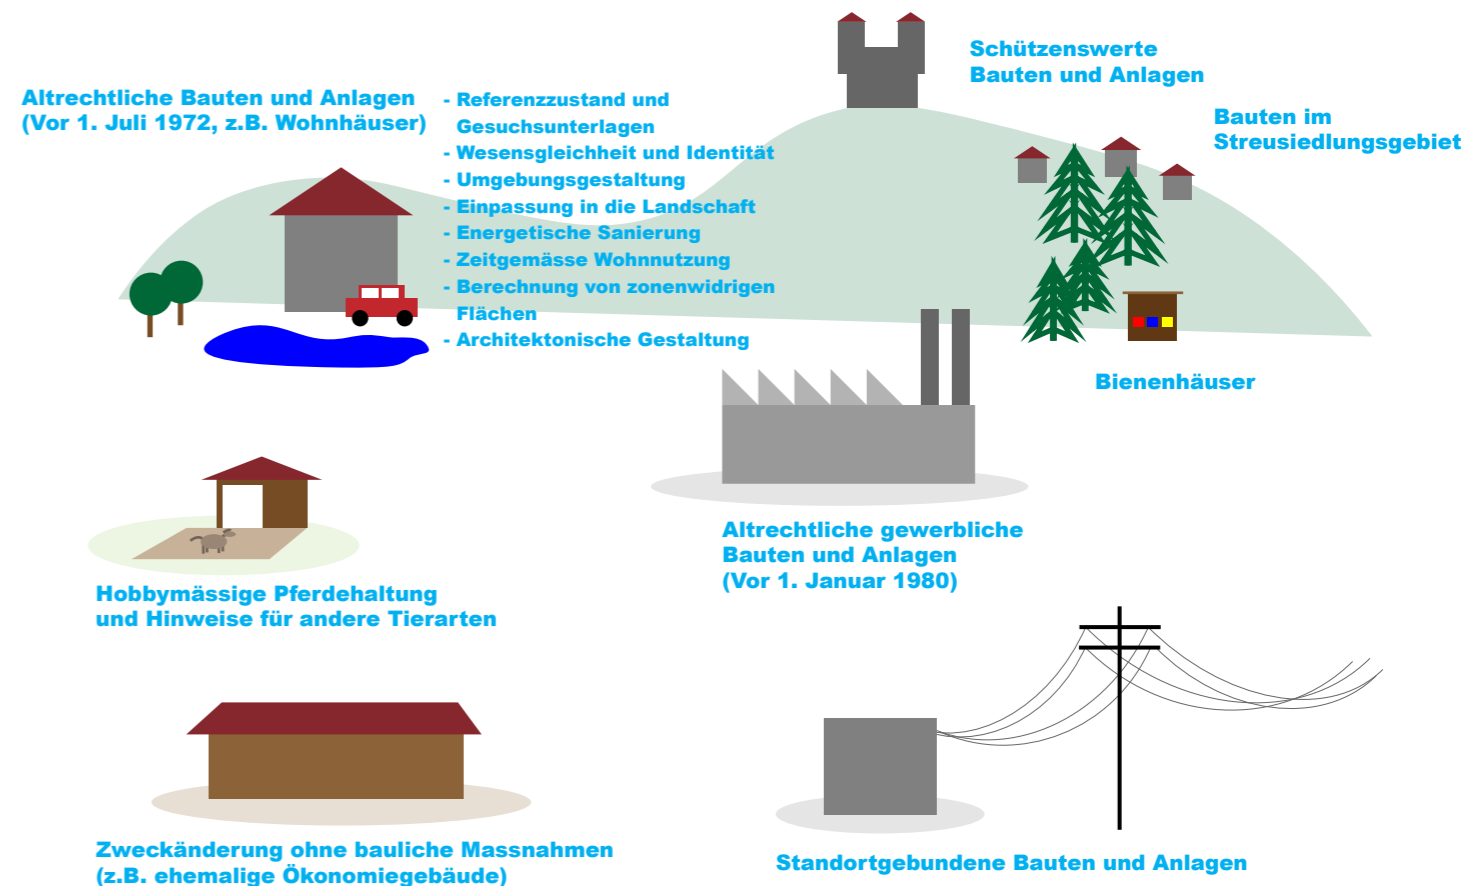 Schützenswerte
Bauten und Anlagen
Altrechtliche Bauten und Anlagen
(Vor 1. Juli 1972, z.B. Wohnhäuser)
- Referenzzustand und
Gesuchsunterlagen
- Wesensgleichheit und Identität
- Umgebungsgestaltung
- Einpassung in die Landschaft
- Energetische Sanierung
- Zeitgemässe Wohnnutzung
- Berechnung von zonenwidrigen
Flächen
- Architektonische Gestaltung
Bauten im
Streusiedlungsgebiet
Bienenhäuser
Altrechtliche gewerbliche
Bauten und Anlagen
(Vor 1. Januar 1980)
Hobbymässige Pferdehaltung
und Hinweise für andere Tierarten
Zweckänderung ohne bauliche Massnahmen
(z.B. ehemalige Ökonomiegebäude)
Standortgebundene Bauten und Anlagen